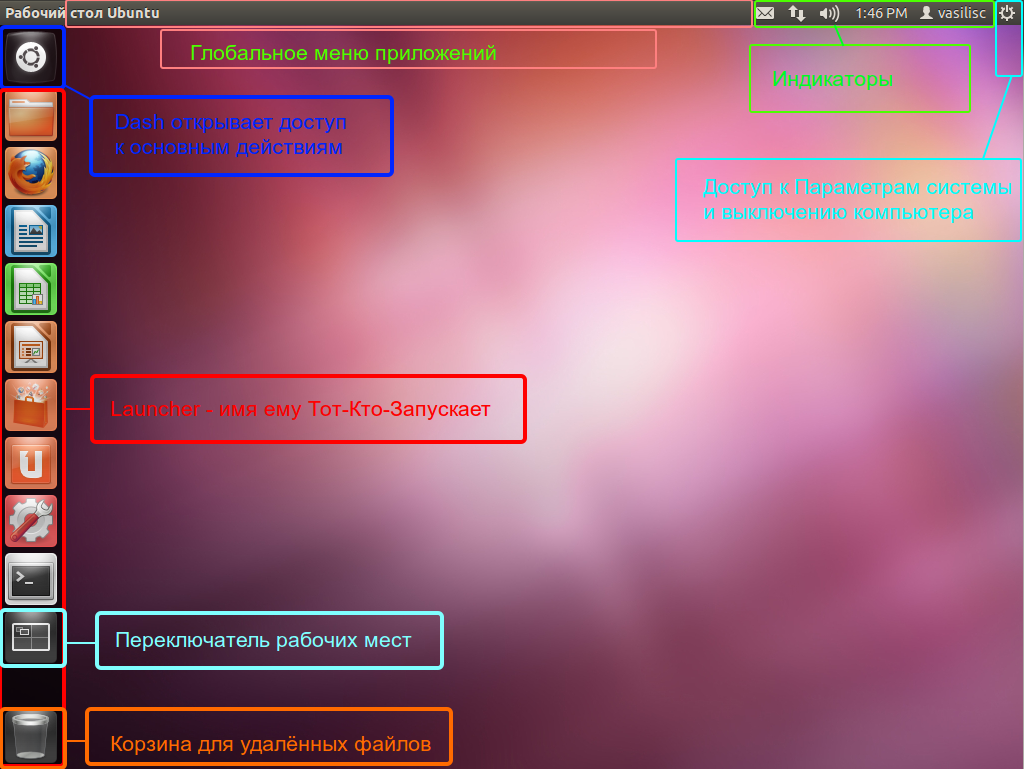 Рабочий стол Ubuntu
1:46 PM vasilisc
Глобальное меню приложений
Индикаторы
Dash открывает доступ
к основным действиям
Доступ к Параметрам системы
и выключению компьютера
Launcher - имя ему Тот-Кто-Запускает
Переключатель рабочих мест
Корзина для удалённых файлов